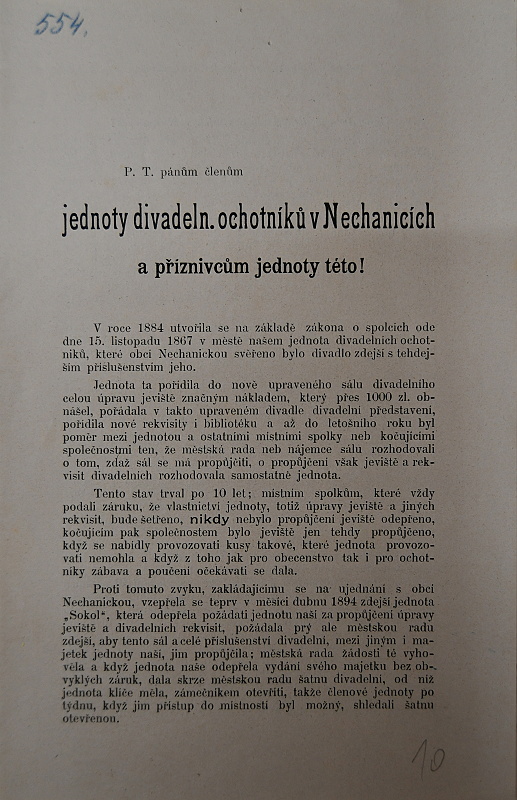 554.
P. T. pánům členům
jednoty divadeln. ochotníků v Nechanicích
a příznivcům jednoty této!
V roce 1884 utvořila se na základě zákona o spolcích ode
dne 15. listopadu 1867 v městě našem jednota divadelních ochot-
níků, které obcí Nechanickou svěřeno bylo divadlo zdejší s tehdej-
ším příslušenstvím jeho.
Jednota ta pořídila do nově upraveného sálu divadelního
celou úpravu jeviště značným nákladem, který přes 1000 zl. ob-
nášel, pořádala v takto upraveném divadle divadelní představení,
pořídila nové rekvisity i bibliotéku a až do letošního roku byl
poměr mezi jednotou a ostatními místními spolky neb kočujícími
společnostmi ten, že městská rada neb nájemce sálu rozhodovali
o tom, zdaž sál se má propůjčiti, o propůjčení však jeviště a rek-
visit divadelních rozhodovala samostatně jednota.
Tento stav trval po 10 let; místním spolkům, které vždy
podali záruku, že vlastnictví jednoty, totiž úpravy jeviště a jiných
rekvisit, bude šetřeno, nikdy nebylo propůjčení jeviště odepřeno,
kočujícím pak společnostem bylo jeviště jen tehdy propůjčeno,
když se nabídly provozovati kusy takové, které jednota provozo-
vati nemohla a když z toho jak pro obecenstvo tak i pro ochot-
níky zábava a poučení očekávati se dala.
Proti tomuto zvyku, zakládajícímu se na ujednání s obcí
Nechanickou, vzepřela se teprv v měsíci dubnu 1894 zdejší jednota
„Sokol“, která odepřela požádati jednotu naši za propůjčení úpravy
jeviště a divadelních rekvisit, požádala prý ale městskou radu
zdejší, aby tento sál a celé příslušenství divadelní, mezi jiným i ma-
jetek jednoty naší, jim propůjčila; městská rada žádosti té vyho-
věla a když jednota naše odepřela vydání svého majetku bez ob-
vyklých záruk, dala skrze městskou radu šatnu divadelní, od níž
jednota klíče měla, zámečníkem otevříti, takže členové jednoty po
týdnu, když jim přístup do místností byl možný, shledali šatnu
otevřenou.
10